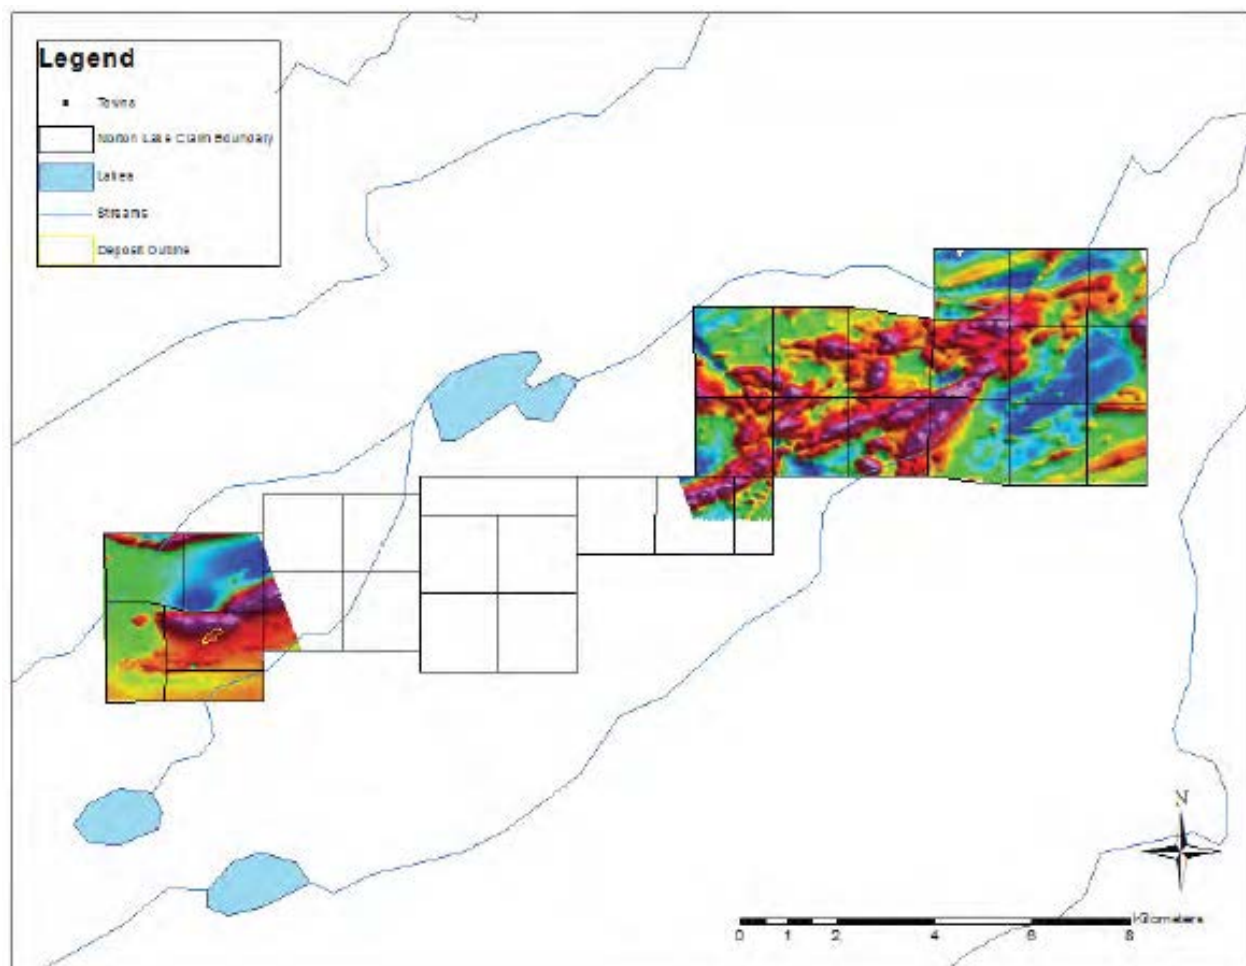 Legend
Towns
Norton Lake Claim Boundary
Lakes
Streams
Deposit Outline
N
Kilometers
0 1 2 4 6 8